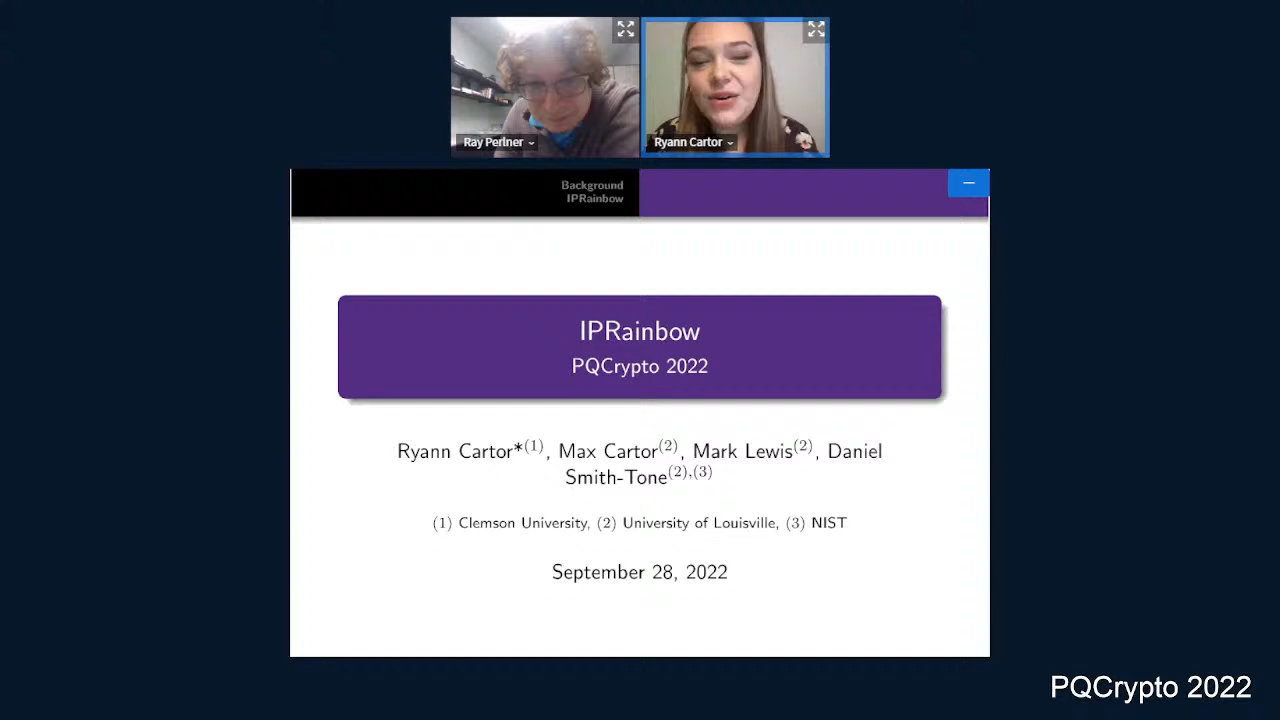 Ray Perlner
Ryann Cartor
Background
IPRainbow
IPRainbow
PQCrypto 2022
Ryann Cartor*(1), Max Cartor(2), Mark Lewis(2), Daniel
Smith-Tone(2),(3)
(1) Clemson University, (2) University of Louisville, (3) NIST
September 28, 2022
PQCrypto 2022